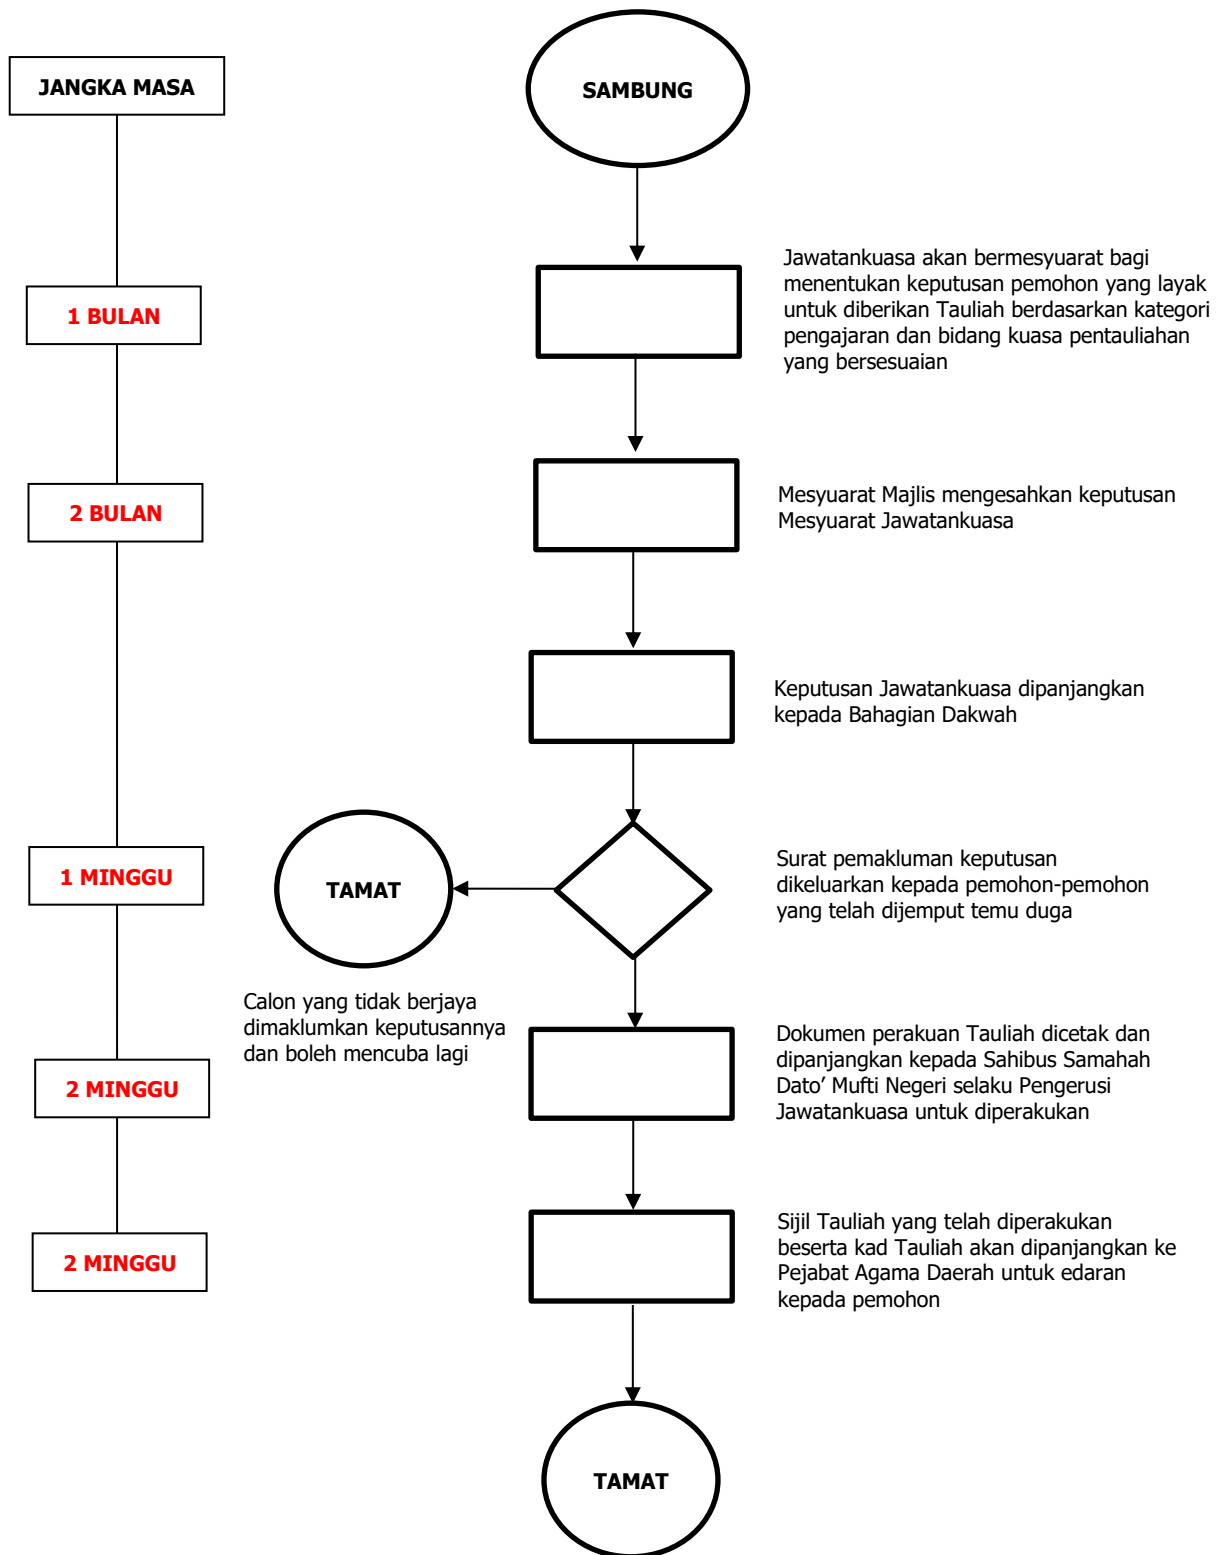 JANGKA MASA
SAMBUNG
1 BULAN
Jawatankuasa akan bermesyuarat bagi
menentukan keputusan pemohon yang layak
untuk diberikan Tauliah berdasarkan kategori
pengajaran dan bidang kuasa pentauliahan
yang bersesuaian
2 BULAN
Mesyuarat Majlis mengesahkan keputusan
Mesyuarat Jawatankuasa
Keputusan Jawatankuasa dipanjangkan
kepada Bahagian Dakwah
1 MINGGU
TAMAT
Surat pemakluman keputusan
dikeluarkan kepada pemohon-pemohon
yang telah dijemput temu duga
Calon yang tidak berjaya
dimaklumkan keputusannya
dan boleh mencuba lagi
2 MINGGU
Dokumen perakuan Tauliah dicetak dan
dipanjangkan kepada Sahibus Samahah
Dato’ Mufti Negeri selaku Pengerusi
Jawatankuasa untuk diperakukan
2 MINGGU
Sijil Tauliah yang telah diperakukan
beserta kad Tauliah akan dipanjangkan ke
Pejabat Agama Daerah untuk edaran
kepada pemohon
TAMAT